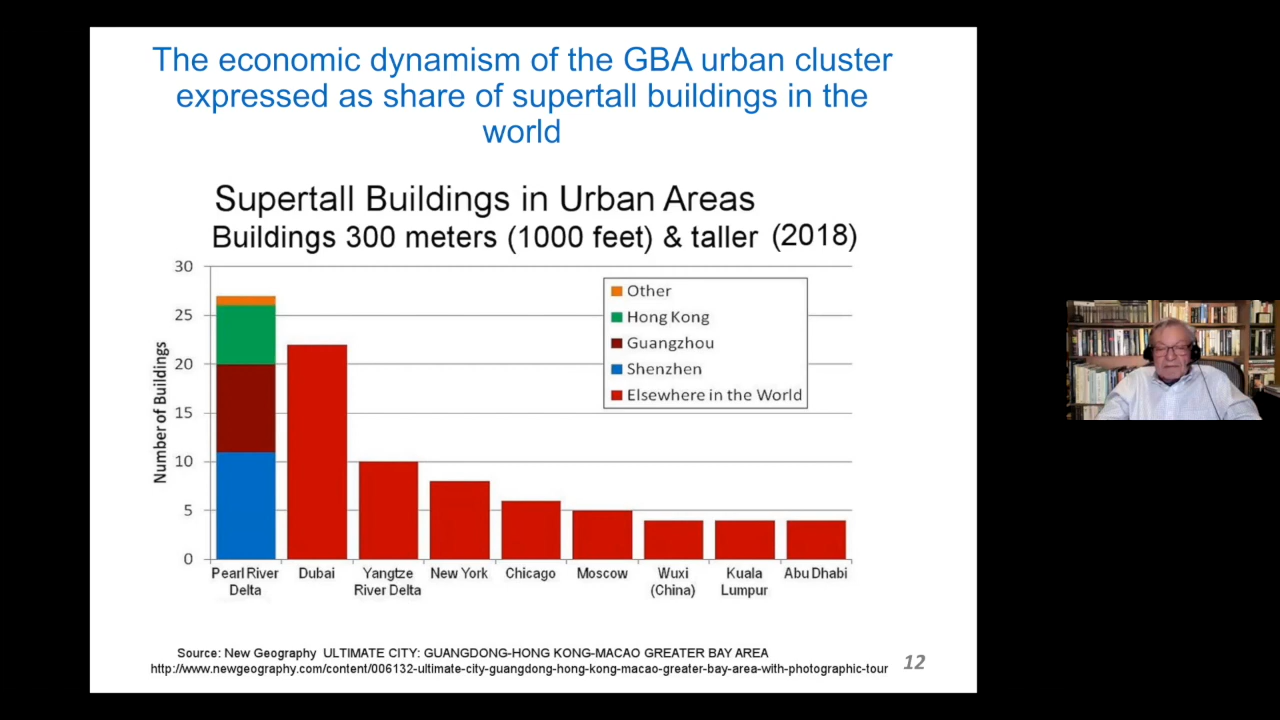 The economic dynamism of the GBA urban cluster
expressed as share of supertall buildings in the
world
Supertall Buildings in Urban Areas
Buildings 300 meters (1000 feet) & taller (2018)
Number of Buildings
30
25
20
15
10
5
0
Other
Hong Kong
Guangzhou
Shenzhen
Elsewhere in the World
Pearl River
Delta
Dubai
Yangtze
River Delta
New York
Chicago
Moscow
Wuxi
(China)
Kuala
Lumpur
Abu Dhabi
Source: New Geography ULTIMATE CITY: GUANGDONG-HONG KONG-MACAO GREATER BAY AREA
http://www.newgeography.com/content/006132-ultimate-city-guangdong-hong-kong-macao-greater-bay-area-with-photographic-tour
12